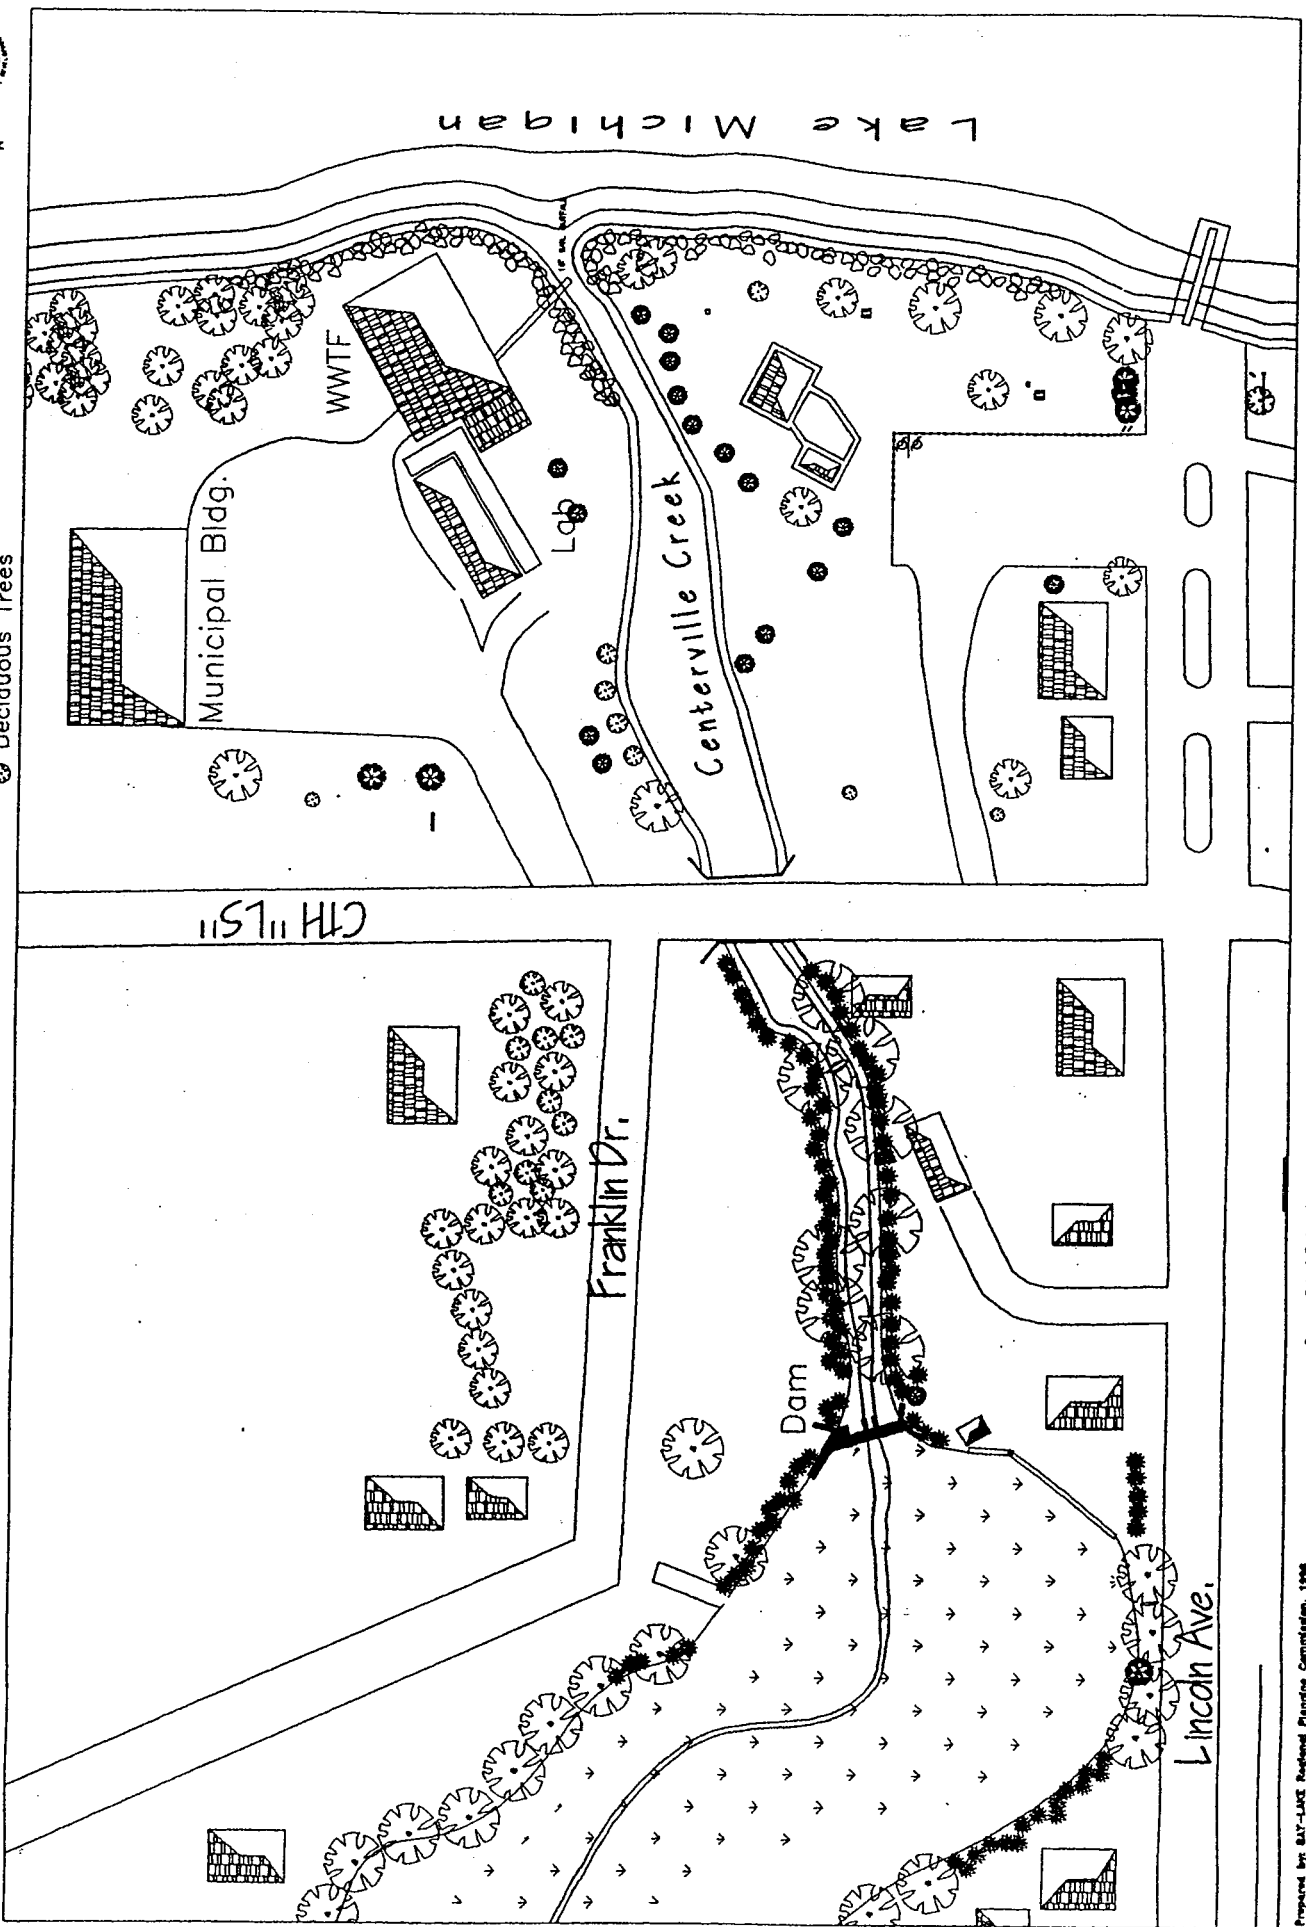 Deciduous Trees
Lake Michigan
WWTF
Municipal Bldg.
Lab
Centerville Creek
CTH "LS"
Franklin Dr.
Dam
Lincoln Ave.
Prepared by: BAY-LAKE Regional Planning Commission, 1996